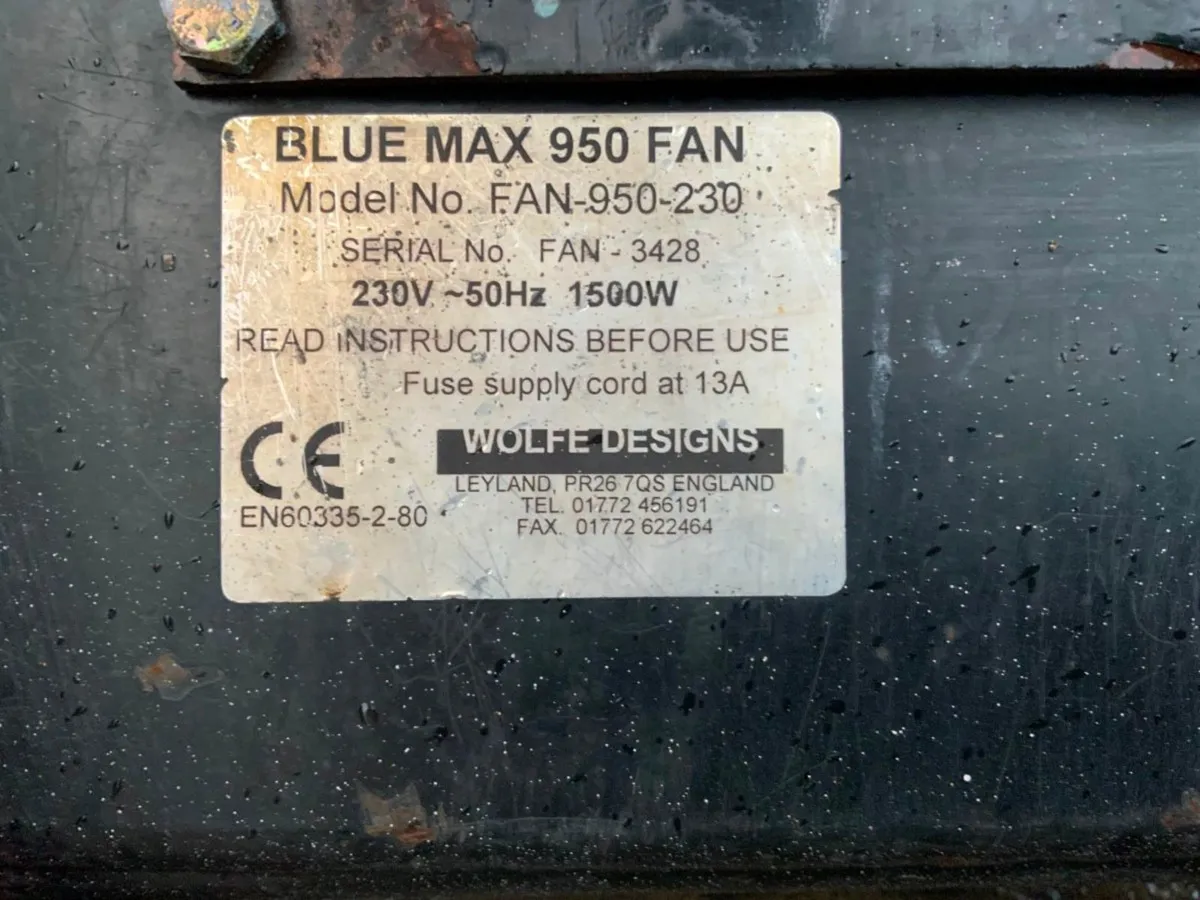 BLUE MAX 950 FAN
Model No. FAN-950-230
SERIAL No. FAN - 3428
230V ~50Hz 1500W
READ INSTRUCTIONS BEFORE USE
Fuse supply cord at 13A
CE
EN60335-2-80
WOLFE DESIGNS
LEYLAND, PR26 7QS ENGLAND
TEL. 01772 456191
FAX. 01772 622464